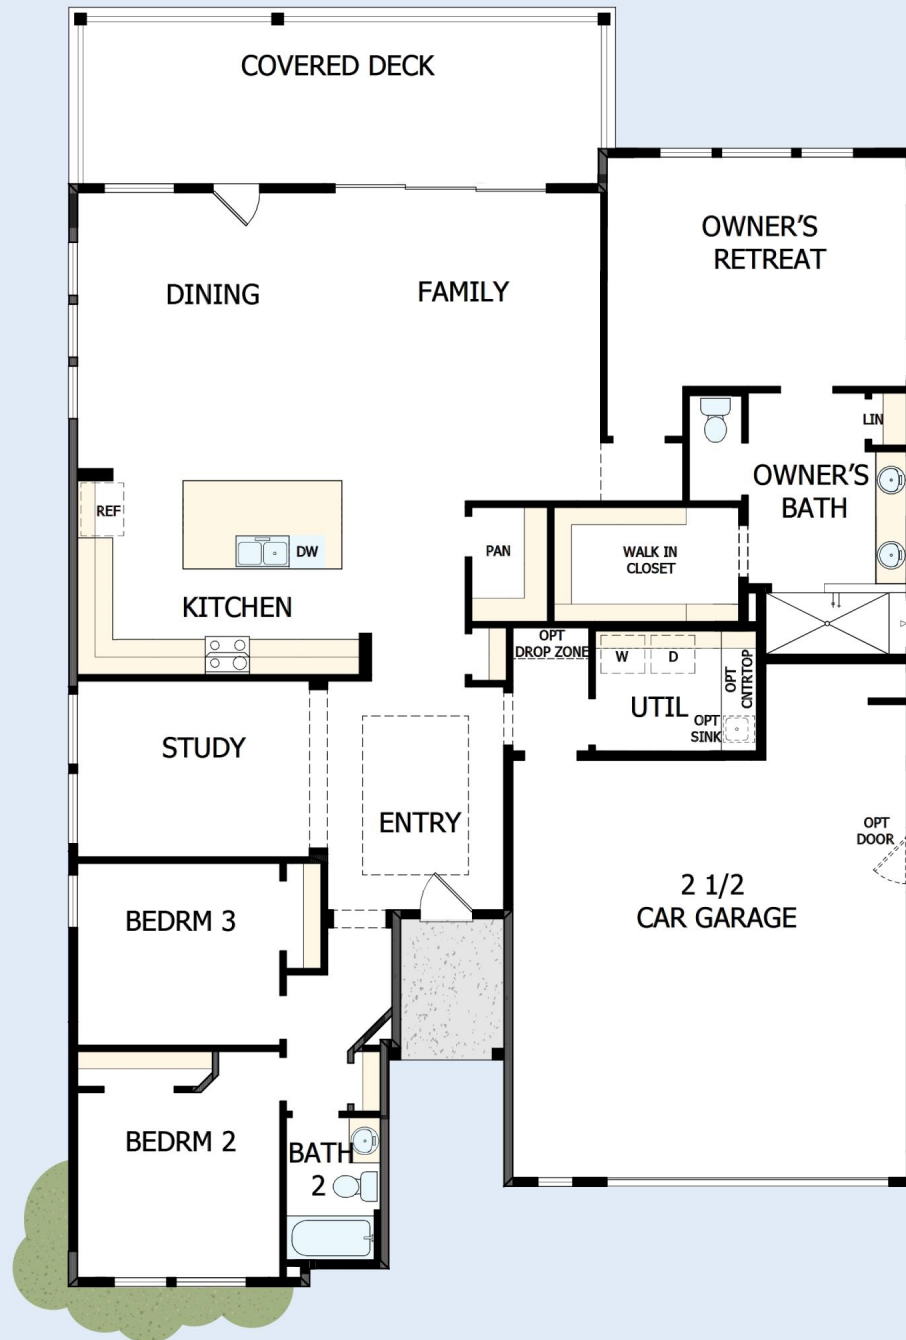 COVERED DECK
OWNER'S
RETREAT
DINING
FAMILY
LIN
OWNER'S
BATH
REF
DW
PAN
WALK IN
CLOSET
KITCHEN
OPT
DROP ZONE
W
D
UTIL
OPT
CNTRTOP
OPT
SINK
STUDY
ENTRY
OPT
DOOR
2 1/2
CAR GARAGE
BEDRM 3
BEDRM 2
BATH
2